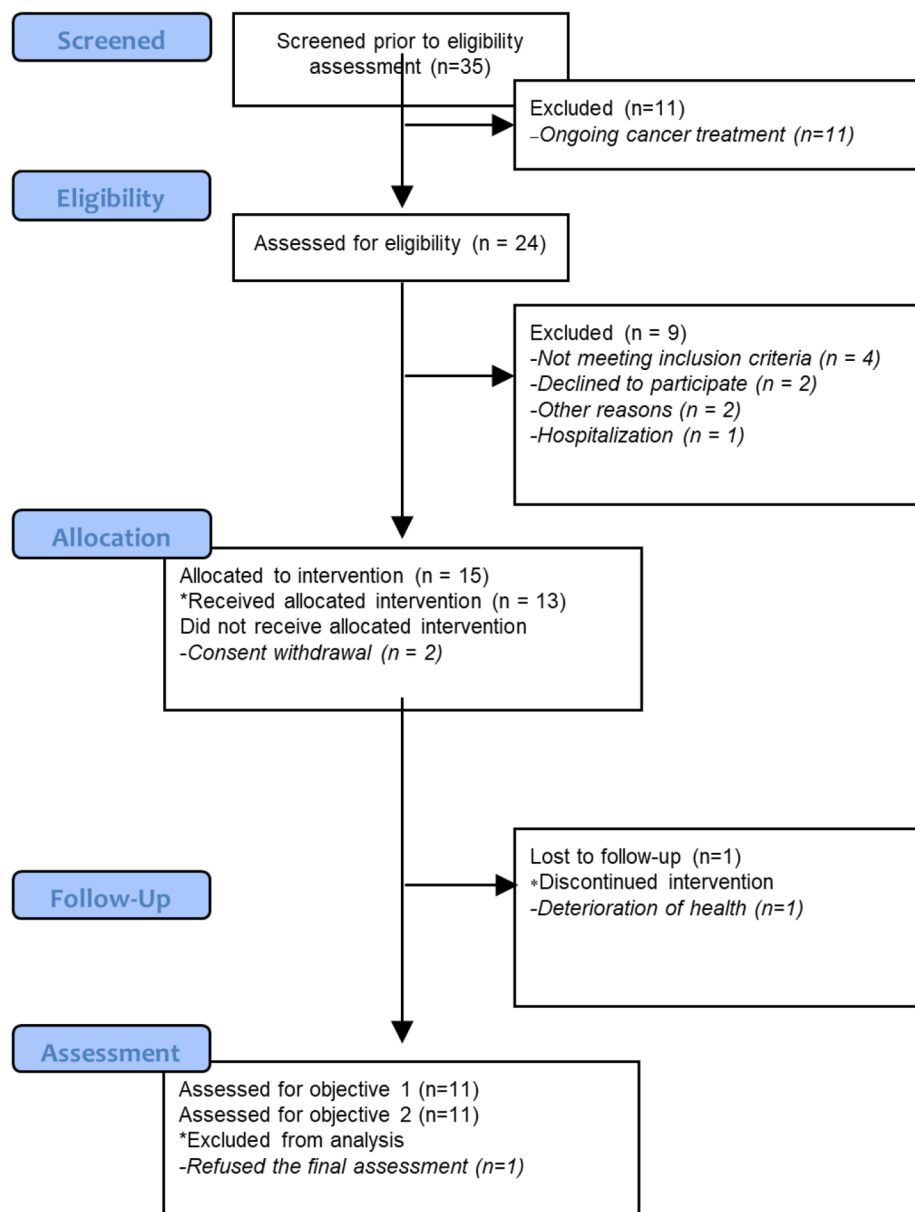 Screened
Screened prior to eligibility
assessment (n=35)
Excluded (n=11)
-Ongoing cancer treatment (n=11)
Eligibility
Assessed for eligibility (n = 24)
Excluded (n = 9)
-Not meeting inclusion criteria (n = 4)
-Declined to participate (n = 2)
-Other reasons (n = 2)
-Hospitalization (n = 1)
Allocation
Allocated to intervention (n = 15)
*Received allocated intervention (n = 13)
Did not receive allocated intervention
-Consent withdrawal (n = 2)
Lost to follow-up (n=1)
*Discontinued intervention
-Deterioration of health (n=1)
Follow-Up
Assessment
Assessed for objective 1 (n=11)
Assessed for objective 2 (n=11)
*Excluded from analysis
-Refused the final assessment (n=1)